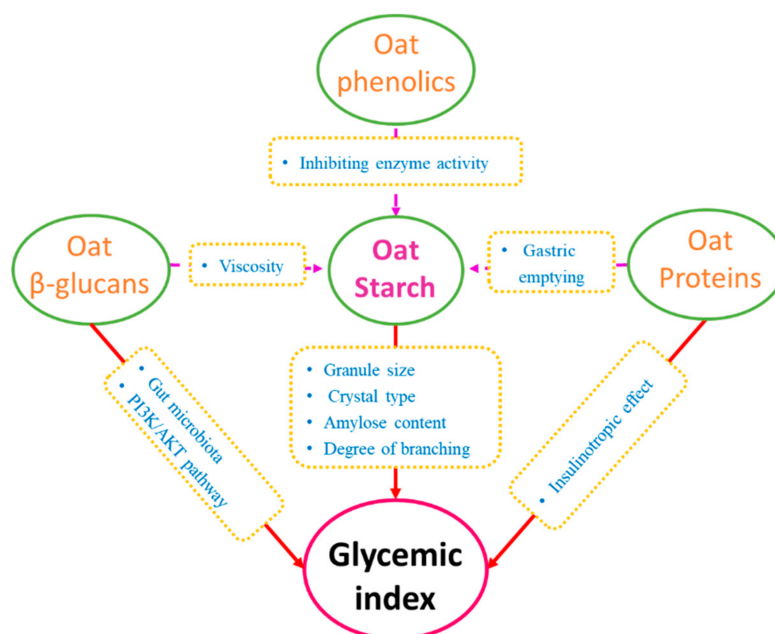 Oat
phenolics
• Inhibiting enzyme activity
Oat
β-glucans
• Viscosity
Oat
Starch
• Gastric
emptying
Oat
Proteins
• Gut microbiota
• PI3K/AKT pathway
• Granule size
• Crystal type
• Amylose content
• Degree of branching
• Insulinotropic effect
Glycemic
index